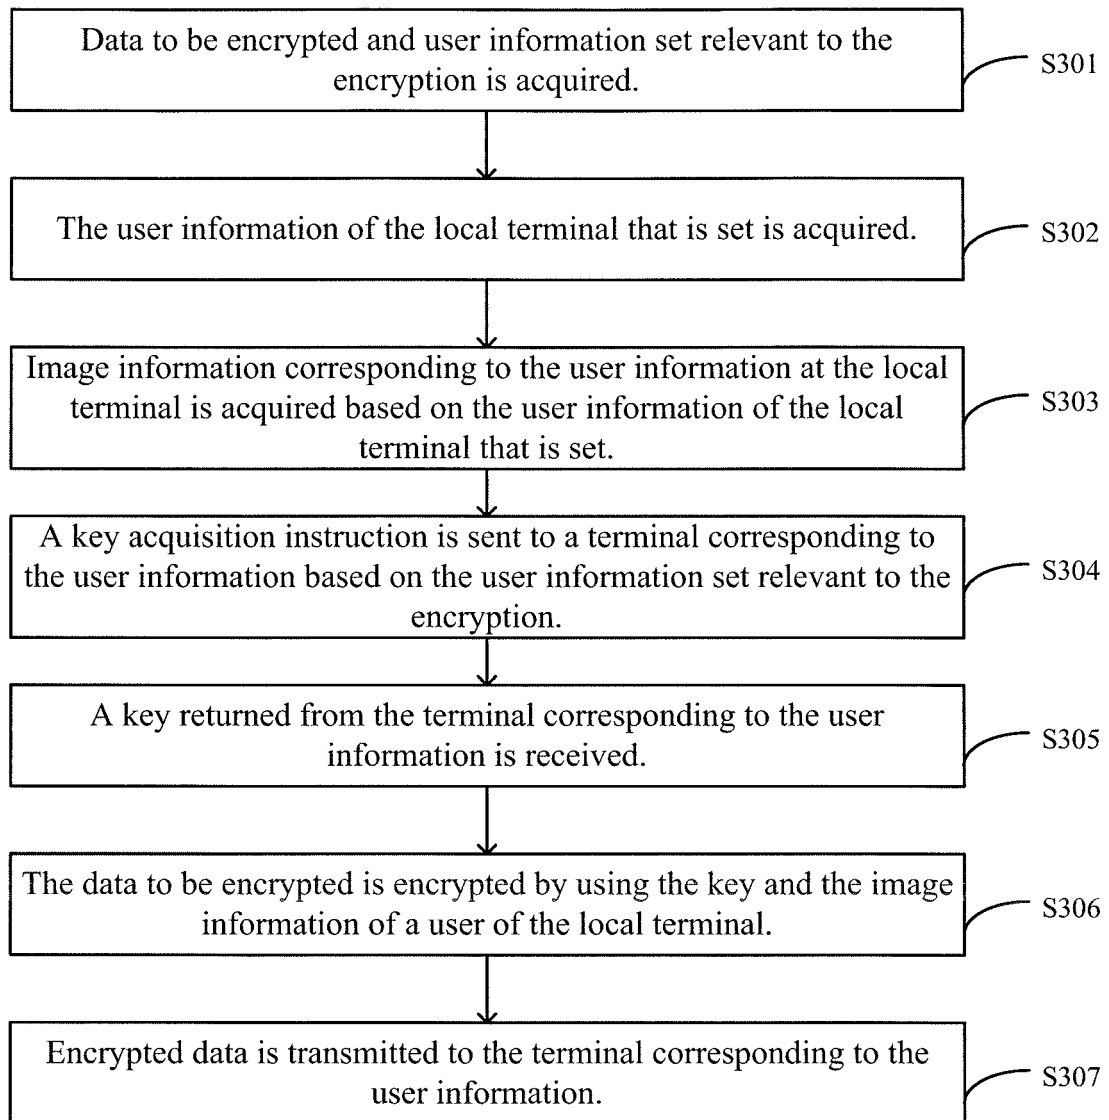 Data to be encrypted and user information set relevant to the
encryption is acquired.
S301
The user information of the local terminal that is set is acquired.
S302
Image information corresponding to the user information at the local
terminal is acquired based on the user information of the local
terminal that is set.
S303
A key acquisition instruction is sent to a terminal corresponding to
the user information based on the user information set relevant to the
encryption.
S304
A key returned from the terminal corresponding to the user
information is received.
S305
The data to be encrypted is encrypted by using the key and the image
information of a user of the local terminal.
S306
Encrypted data is transmitted to the terminal corresponding to the
user information.
S307